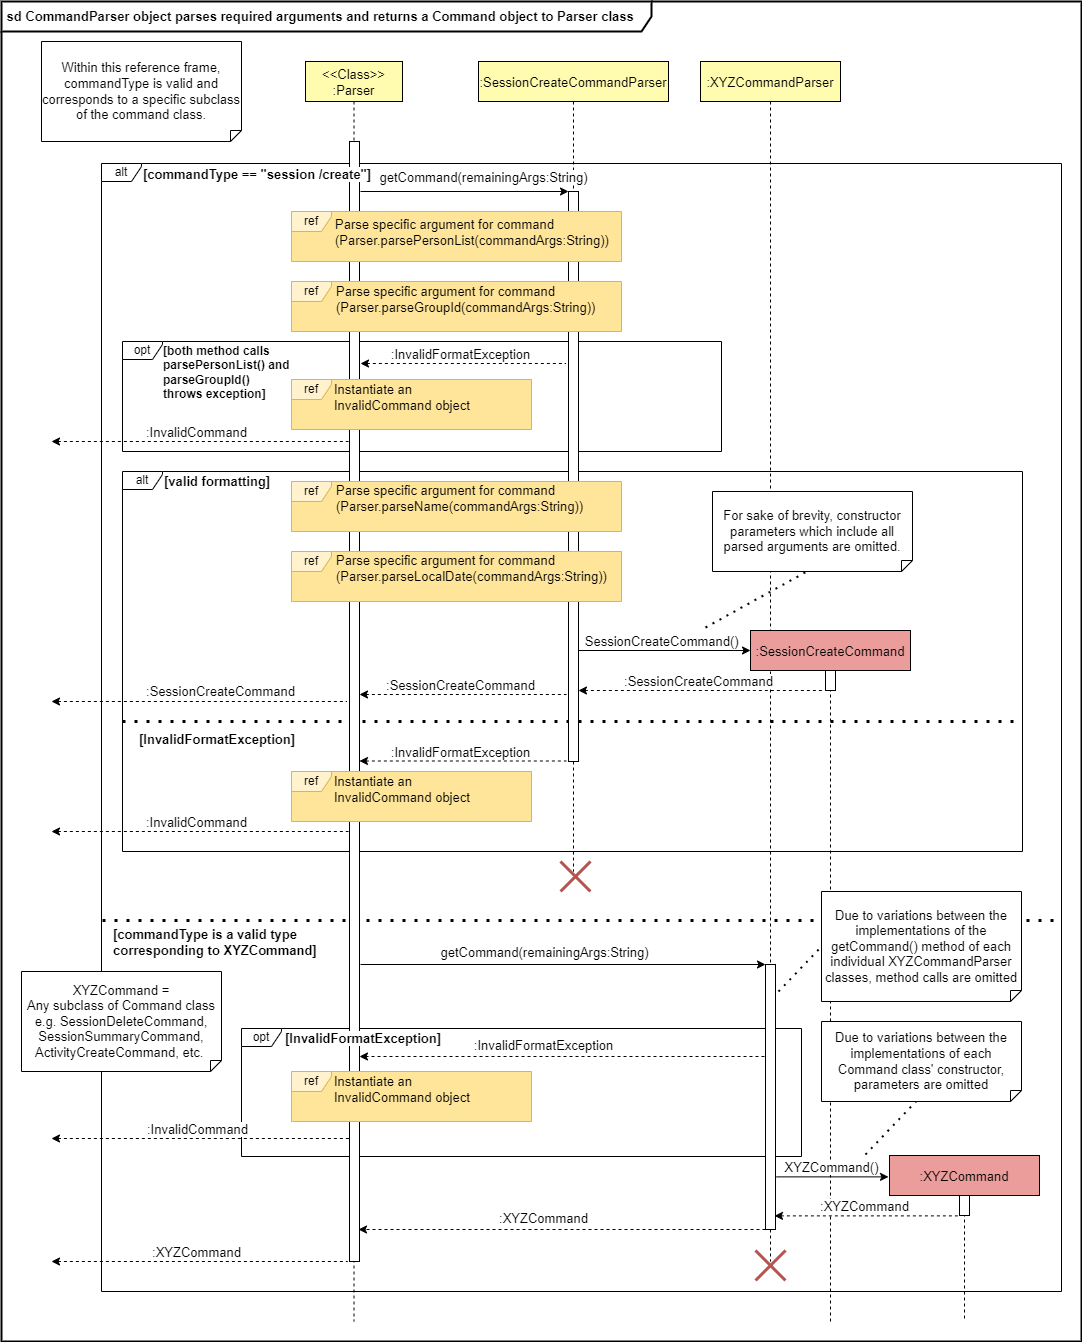 sd CommandParser object parses required arguments and returns a Command object to Parser class
Within this reference frame,
commandType is valid and
corresponds to a specific subclass
of the command class.
<<Class>>
:Parser
:SessionCreateCommandParser
:XYZCommandParser
alt
[commandType == "session /create"]
getCommand(remainingArgs:String)
ref
Parse specific argument for command
(Parser.parsePersonList(commandArgs:String))
ref
Parse specific argument for command
(Parser.parseGroupId(commandArgs:String))
opt
[both method calls
parsePersonList() and
parseGroupId()
throws exception]
:InvalidFormatException
ref
Instantiate an
InvalidCommand object
:InvalidCommand
alt
[valid formatting]
ref
Parse specific argument for command
(Parser.parseName(commandArgs:String))
For sake of brevity, constructor
parameters which include all
parsed arguments are omitted.
ref
Parse specific argument for command
(Parser.parseLocalDate(commandArgs:String))
SessionCreateCommand()
:SessionCreateCommand
:SessionCreateCommand
:SessionCreateCommand
:SessionCreateCommand
[InvalidFormatException]
:InvalidFormatException
ref
Instantiate an
InvalidCommand object
:InvalidCommand
[commandType is a valid type
corresponding to XYZCommand]
getCommand(remainingArgs:String)
Due to variations between the
implementations of the
getCommand() method of each
individual XYZCommandParser
classes, method calls are omitted
XYZCommand =
Any subclass of Command class
e.g. SessionDeleteCommand,
SessionSummaryCommand,
ActivityCreateCommand, etc.
opt
[InvalidFormatException]
:InvalidFormatException
Due to variations between the
implementations of each
Command class' constructor,
parameters are omitted
ref
Instantiate an
InvalidCommand object
:InvalidCommand
XYZCommand()
:XYZCommand
:XYZCommand
:XYZCommand
:XYZCommand